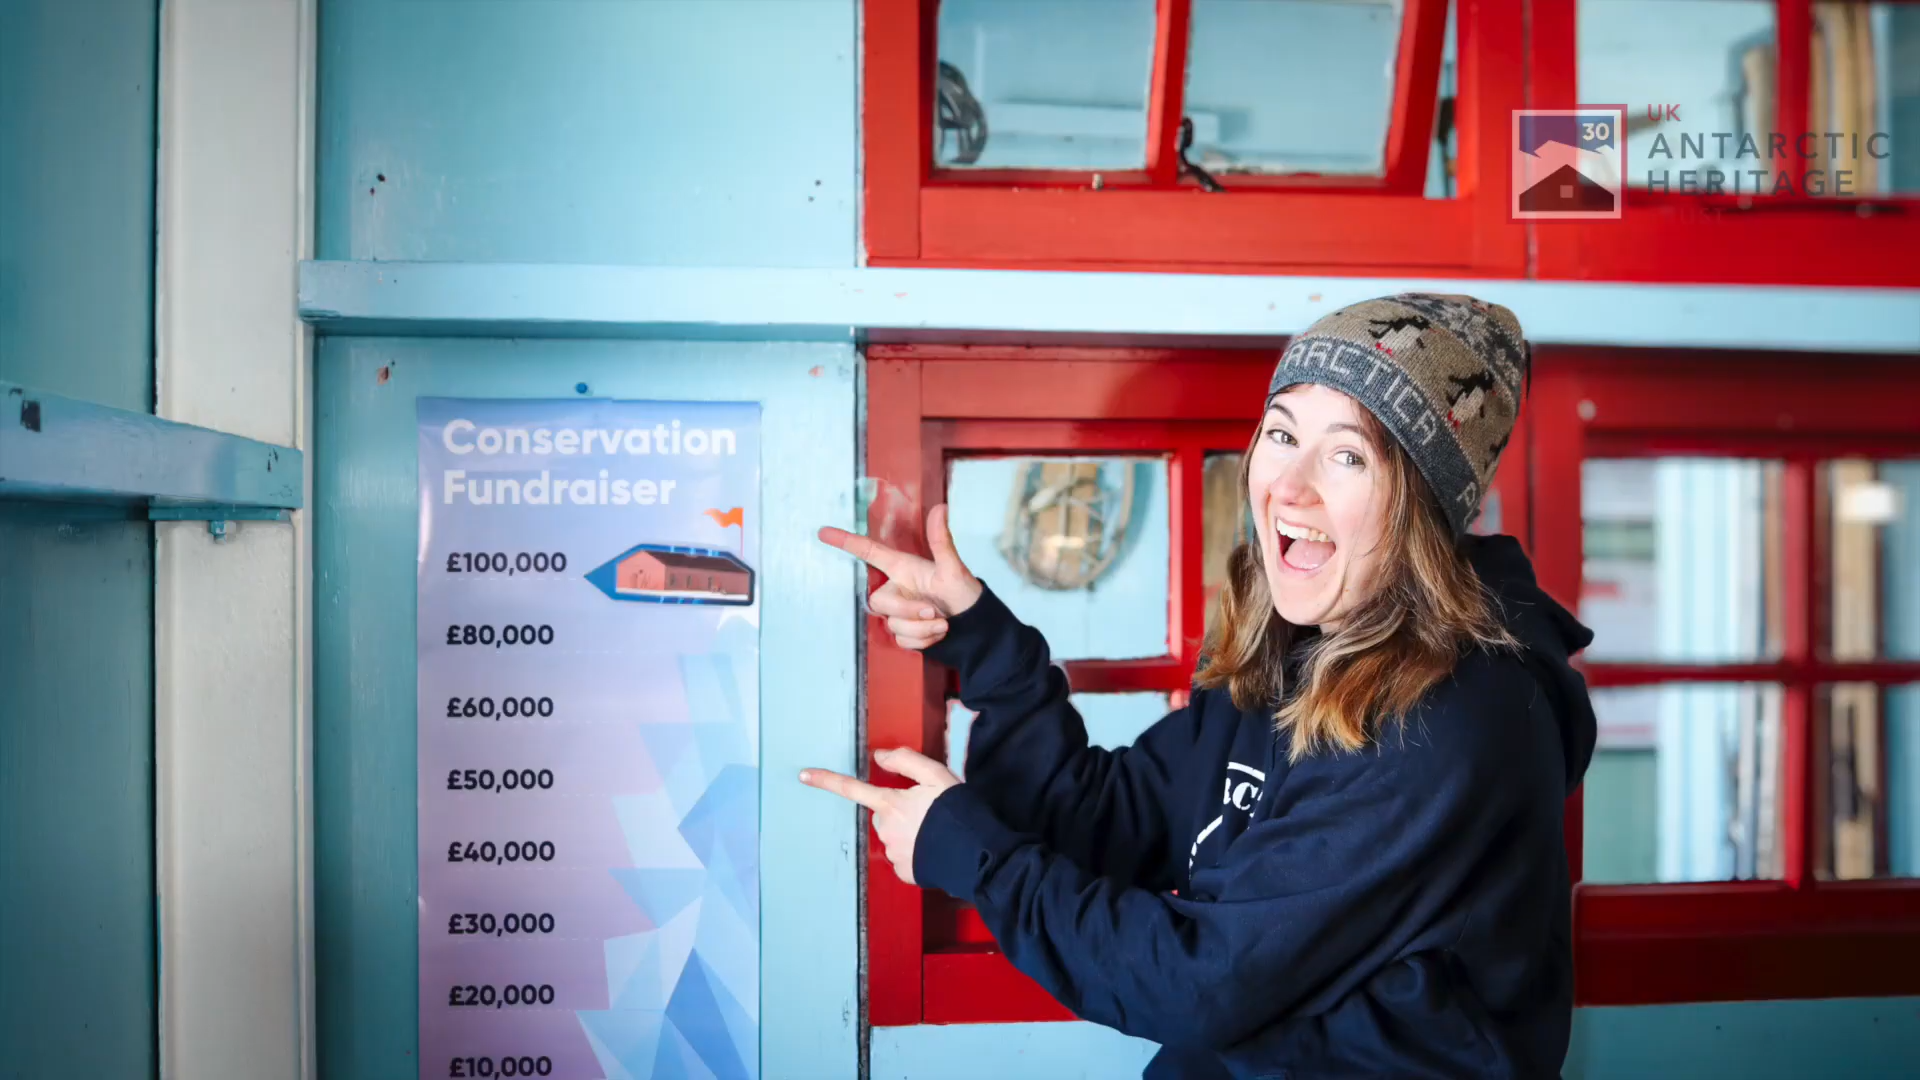 Conservation
Fundraiser
£100,000
£80,000
£60,000
£50,000
£40,000
£30,000
£20,000
£10,000
30
UK
ANTARCTIC
HERITAGE
ARCTICA